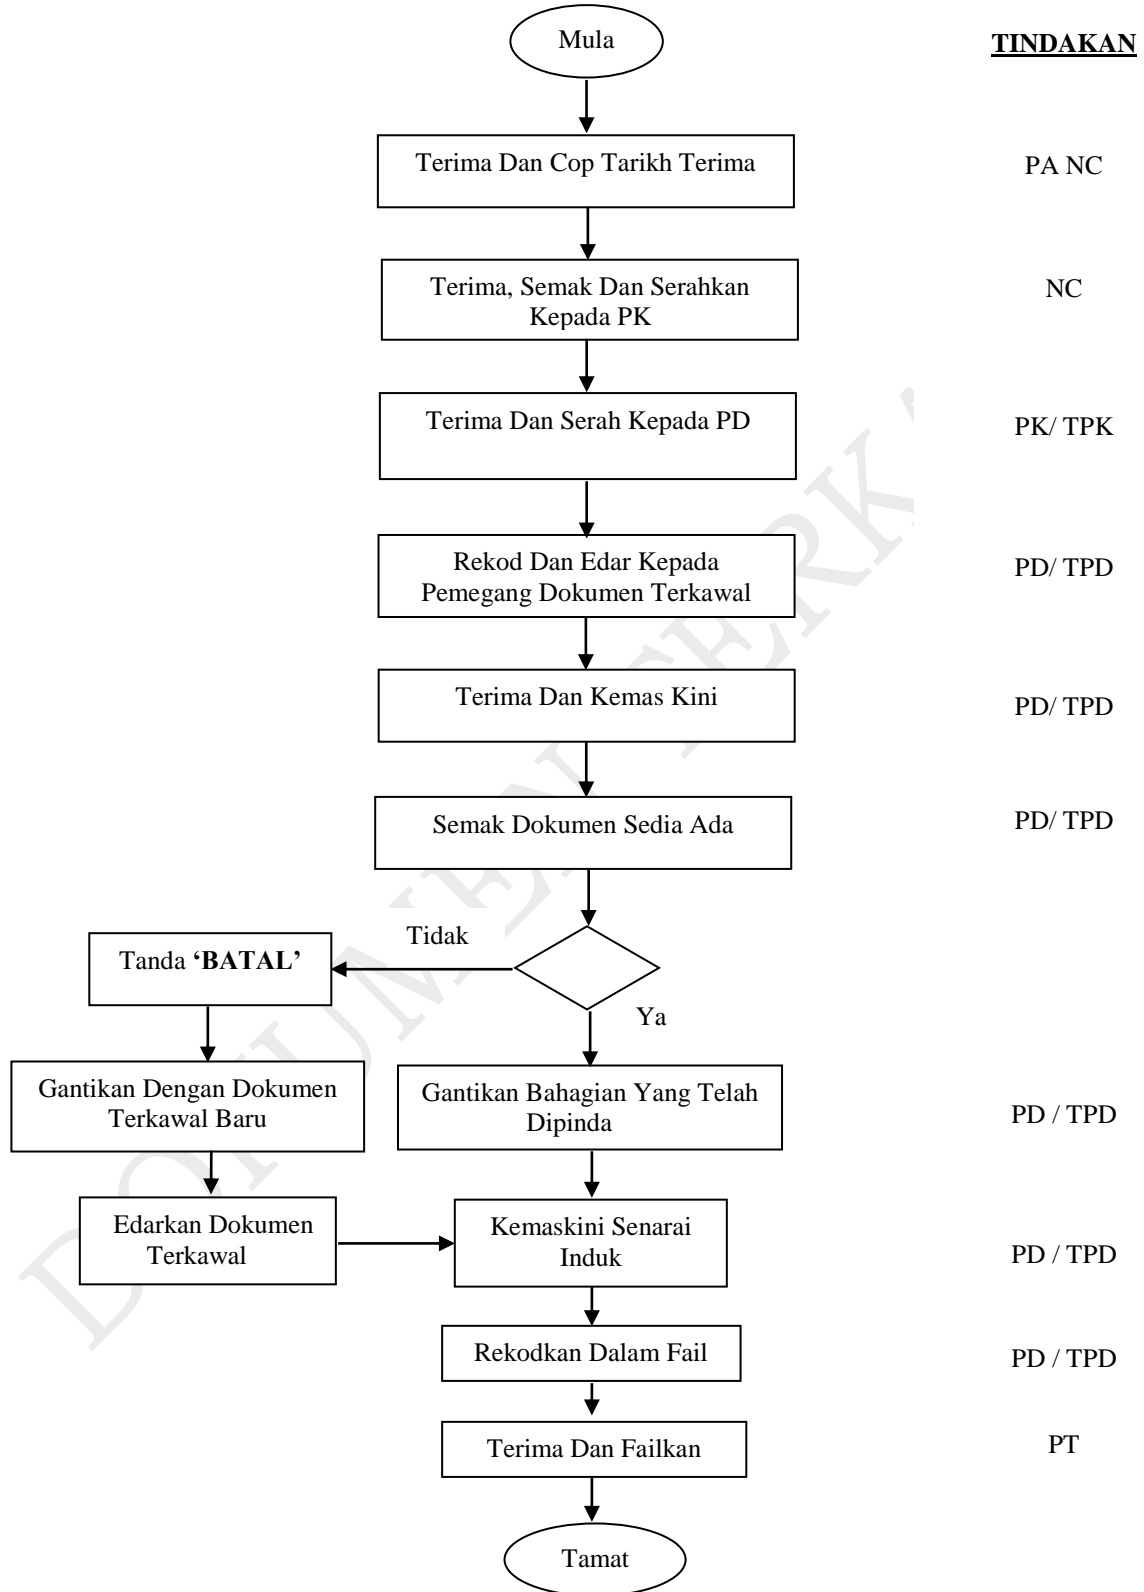 Mula
TINDAKAN
Terima Dan Cop Tarikh Terima
PA NC
Terima, Semak Dan Serahkan
Kepada PK
NC
Terima Dan Serah Kepada PD
PK/ TPK
Rekod Dan Edar Kepada
Pemegang Dokumen Terkawal
PD/ TPD
Terima Dan Kemas Kini
PD/ TPD
Semak Dokumen Sedia Ada
PD/ TPD
Tidak
Tanda ‘BATAL’
Ya
Gantikan Dengan Dokumen
Terkawal Baru
Gantikan Bahagian Yang Telah
Dipinda
PD / TPD
Edarkan Dokumen
Terkawal
Kemaskini Senarai
Induk
PD / TPD
Rekodkan Dalam Fail
PD / TPD
Terima Dan Failkan
PT
Tamat